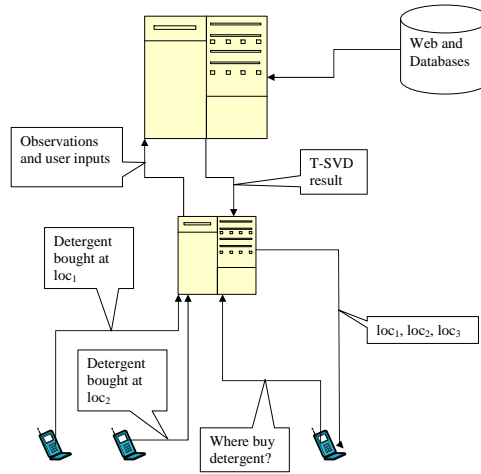 Web and
Databases
Observations
and user inputs
T-SVD
result
Detergent
bought at
loc₁
Detergent
bought at
loc₂
loc₁, loc₂, loc₃
Where buy
detergent?